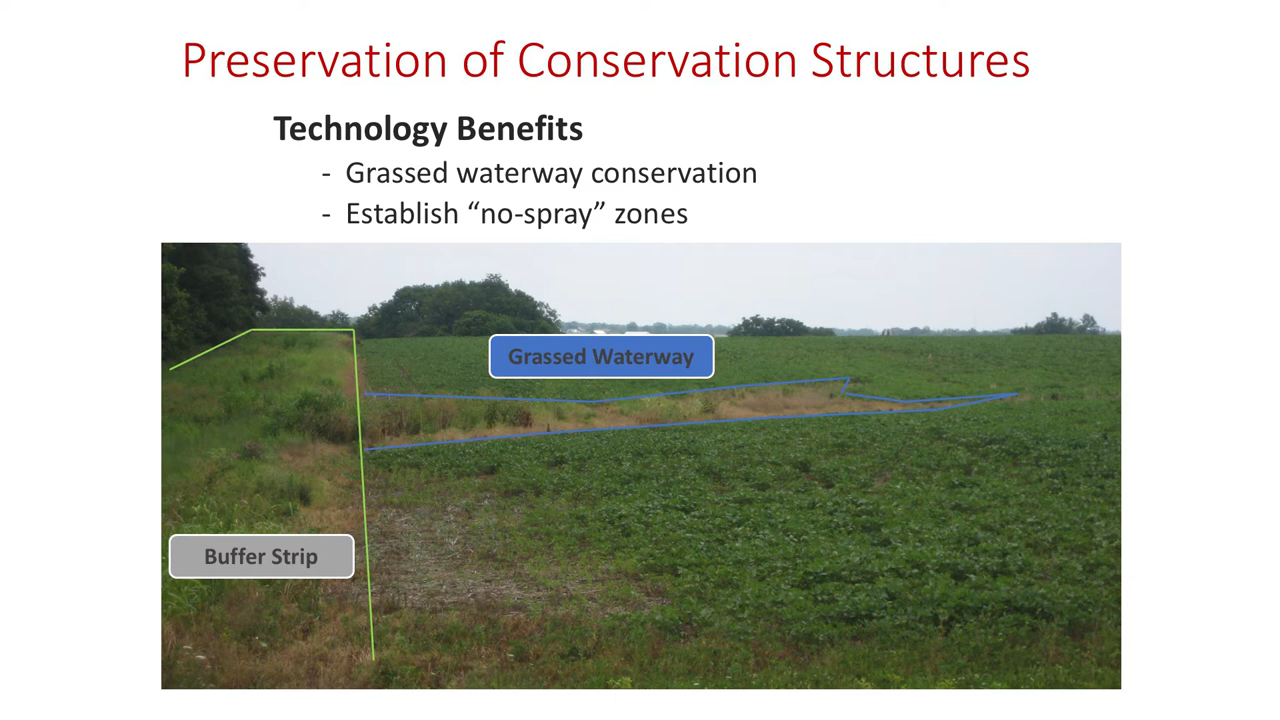 Preservation of Conservation Structures
Technology Benefits
- Grassed waterway conservation
- Establish “no-spray” zones
Grassed Waterway
Buffer Strip